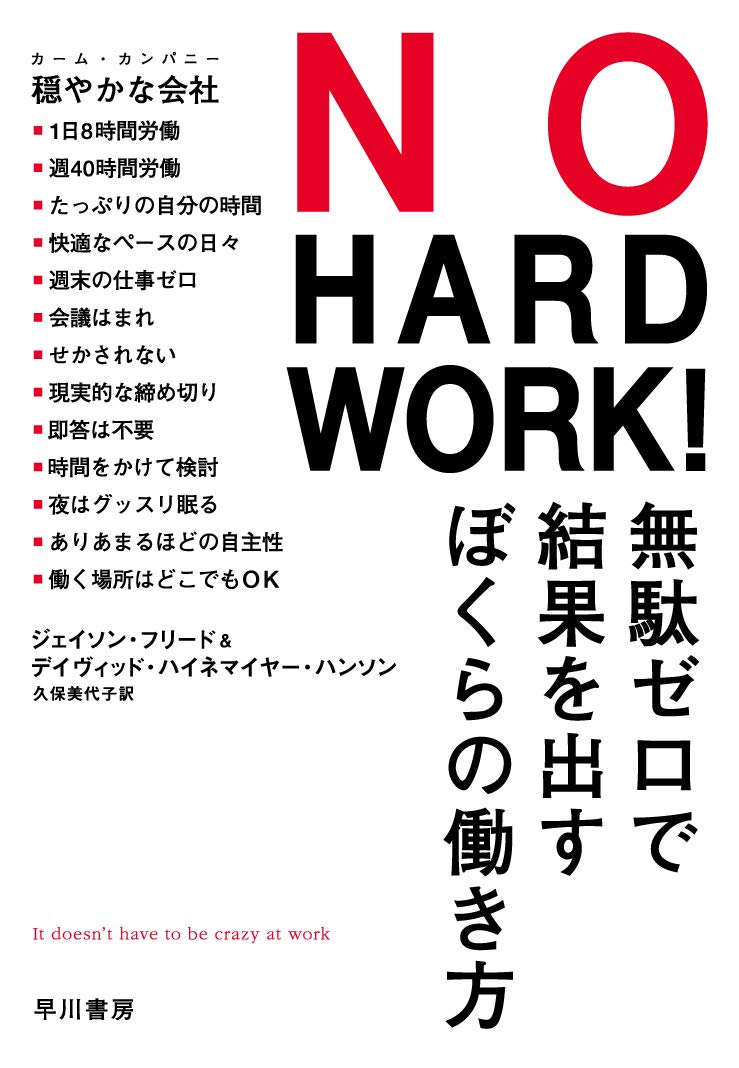 カーム・カンパニー
穏やかな会社
■1日8時間労働
■週40時間労働
■たっぷりの自分の時間
■快適なペースの日々
■週末の仕事ゼロ
■会議はまれ
■せかされない
■現実的な締め切り
■即答は不要
■時間をかけて検討
■夜はグッスリ眠る
■ありあまるほどの自主性
■働く場所はどこでもOK
NO
HARD
WORK!
無駄ゼロで
結果を出す
ぼくらの働き方
ジェイソン・フリード&
デイヴィッド・ハイネマイヤー・ハンソン
久保美代子訳
It doesn't have to be crazy at work
早川書房